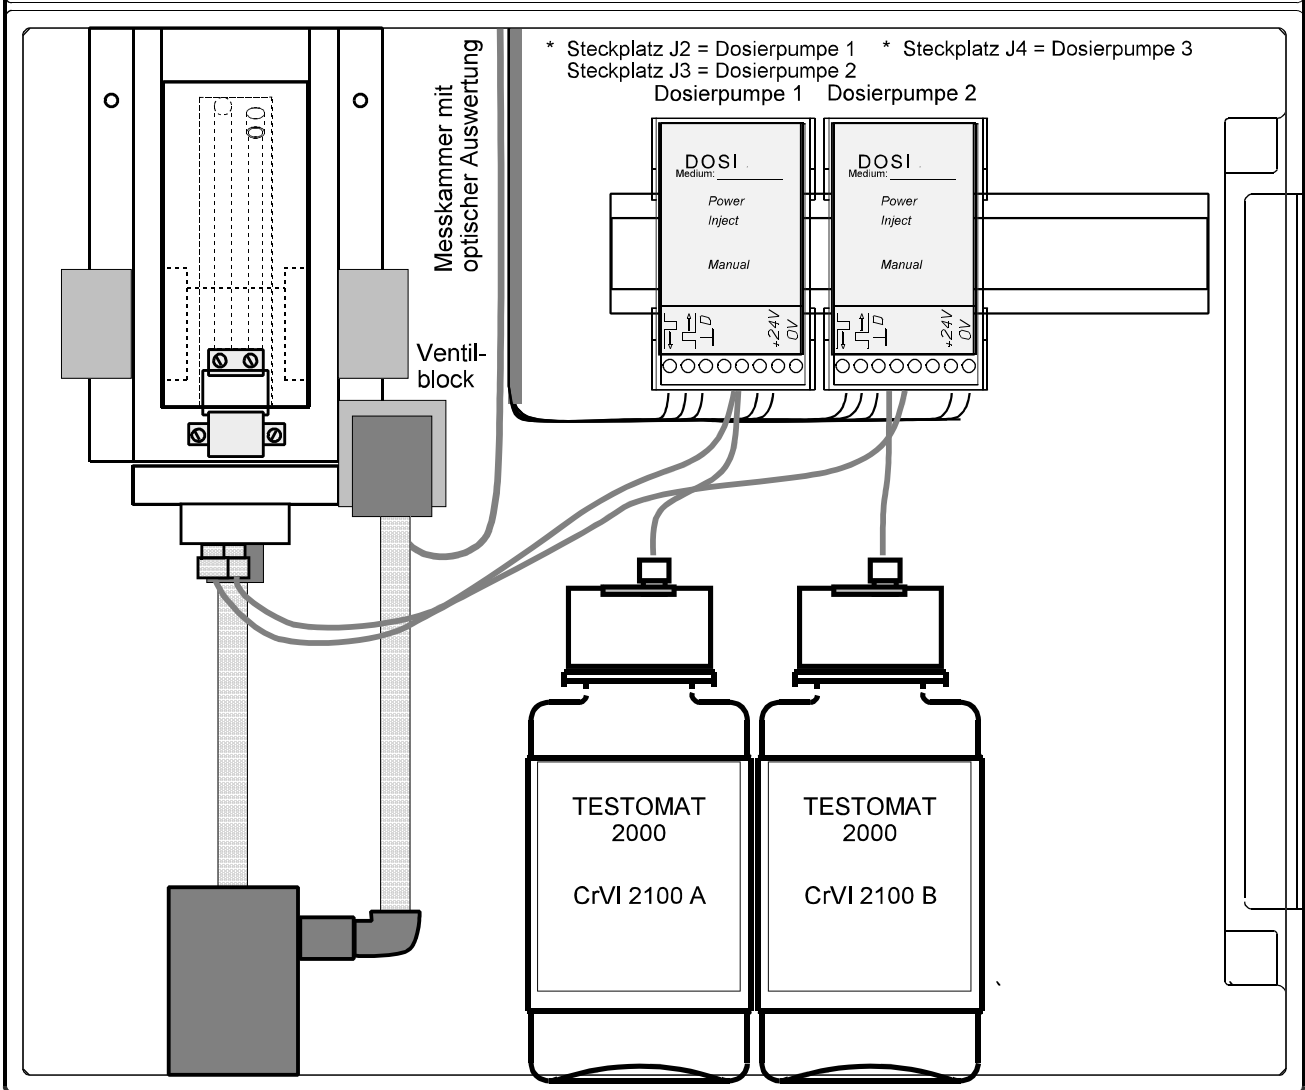 * Steckplatz J2 = Dosierpumpe 1
Steckplatz J3 = Dosierpumpe 2
* Steckplatz J4 = Dosierpumpe 3
Dosierpumpe 1
Dosierpumpe 2
Messkammer mit
optischer Auswertung
DOSI
Medium:
Power
Inject
Manual
D
+24V
0V
DOSI
Medium:
Power
Inject
Manual
D
+24V
0V
Ventil-
block
TESTOMAT
2000
CrVI 2100 A
TESTOMAT
2000
CrVI 2100 B